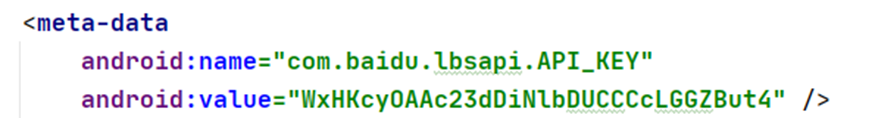 <meta-data
android:name="com.baidu.lbsapi.API_KEY"
android:value="WxHKcyOAAc23dDiNlbDUCCCcLGGZBut4" />